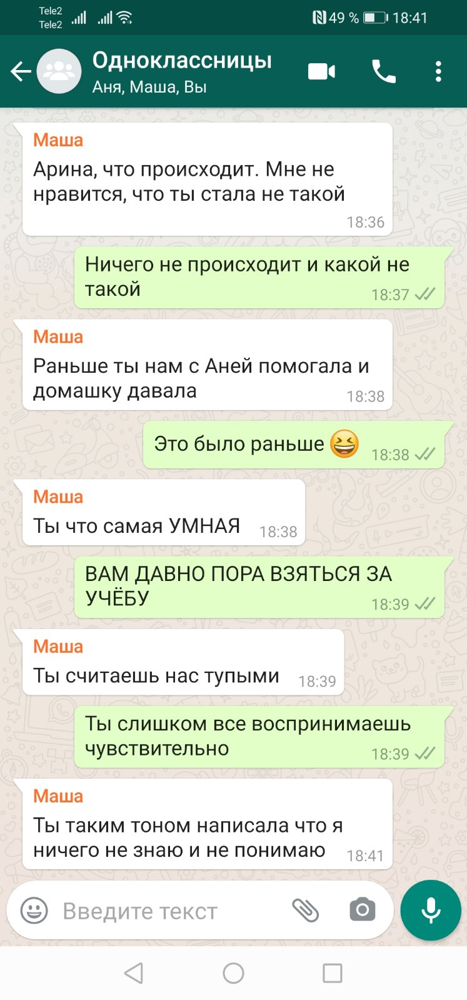 Tele2
Tele2
49 % 18:41
Одноклассницы
Аня, Маша, Вы
Маша
Арина, что происходит. Мне не
нравится, что ты стала не такой
18:36
Ничего не происходит и какой не
такой 18:37
Маша
Раньше ты нам с Аней помогала и
домашку давала 18:38
Это было раньше 😆 18:38
Маша
Ты что самая УМНАЯ 18:38
ВАМ ДАВНО ПОРА ВЗЯТЬСЯ ЗА
УЧЁБУ 18:39
Маша
Ты считаешь нас тупыми 18:39
Ты слишком все воспринимаешь
чувствительно 18:39
Маша
Ты таким тоном написала что я
ничего не знаю и не понимаю 18:41
Введите текст